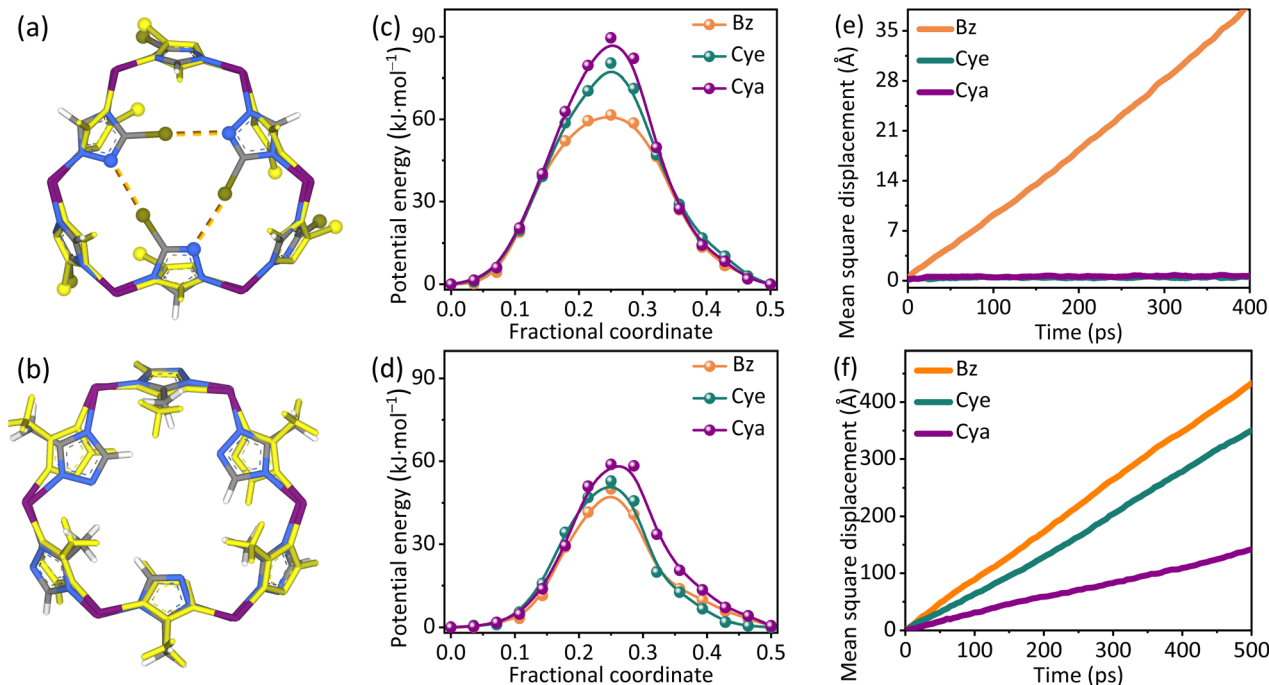 (a)
(b)
(c)
Potential energy (kJ·mol⁻¹)
90
60
30
0
0.0 0.1 0.2 0.3 0.4 0.5
Fractional coordinate
Bz
Cye
Cya
(d)
Potential energy (kJ·mol⁻¹)
90
60
30
0
0.0 0.1 0.2 0.3 0.4 0.5
Fractional coordinate
Bz
Cye
Cya
(e)
Mean square displacement (Å)
35
28
21
14
7
0
0 100 200 300 400
Time (ps)
Bz
Cye
Cya
(f)
Mean square displacement (Å)
400
300
200
100
0
0 100 200 300 400 500
Time (ps)
Bz
Cye
Cya